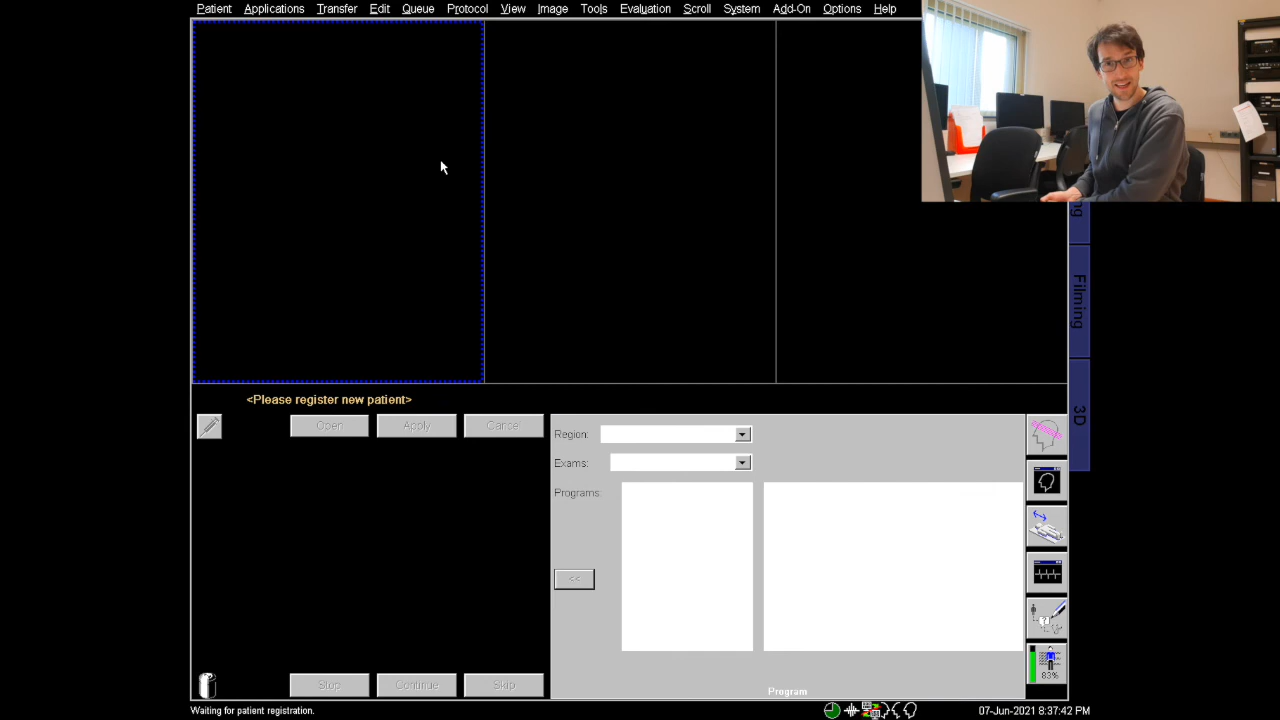 Patient Applications Transfer Edit Queue Protocol View Image Tools Evaluation Scroll System Add-On Options Help
Filming
3D
<Please register new patient>
Open Apply Cancel
Region:
Exams:
Programs:
<<
83%
Stop Continue Skip
Program
Waiting for patient registration.
07-Jun-2021 8:37:42 PM